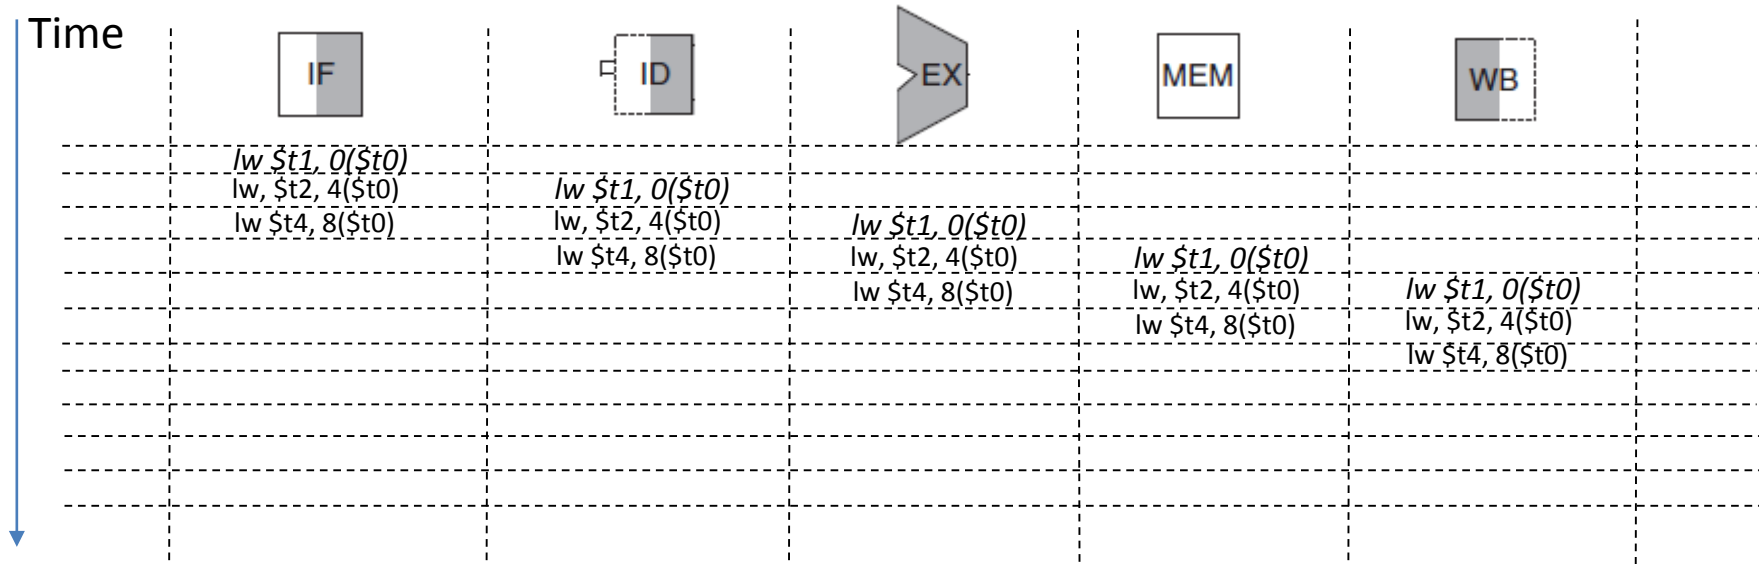 Time
IF ID EX MEM WB
lw $t1, 0($t0)
lw, $t2, 4($t0) lw $t1, 0($t0)
lw $t4, 8($t0) lw, $t2, 4($t0) lw $t1, 0($t0)
lw $t4, 8($t0) lw, $t2, 4($t0) lw $t1, 0($t0)
lw $t4, 8($t0) lw, $t2, 4($t0) lw $t1, 0($t0)
lw $t4, 8($t0) lw, $t2, 4($t0)
lw $t4, 8($t0)